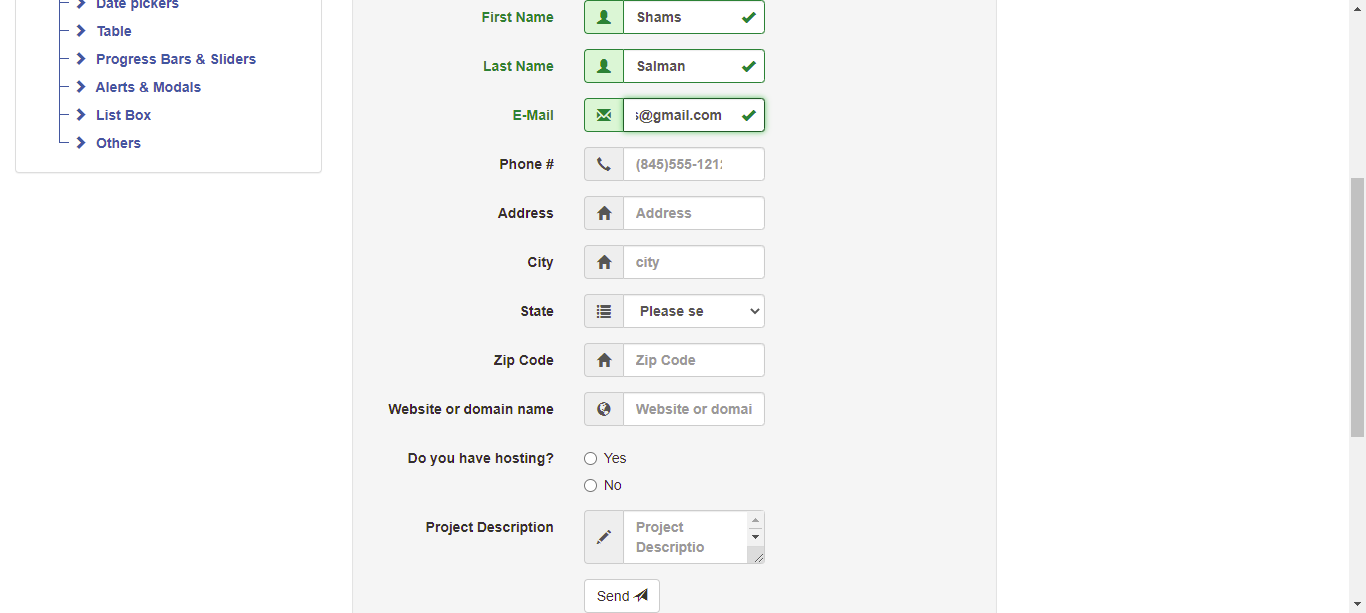 Date pickers
Table
Progress Bars & Sliders
Alerts & Modals
List Box
Others
First Name
Shams
Last Name
Salman
E-Mail
s@gmail.com
Phone #
(845)555-121
Address
Address
City
city
State
Please se
Zip Code
Zip Code
Website or domain name
Website or domai
Do you have hosting?
Yes
No
Project Description
Project
Descriptio
Send